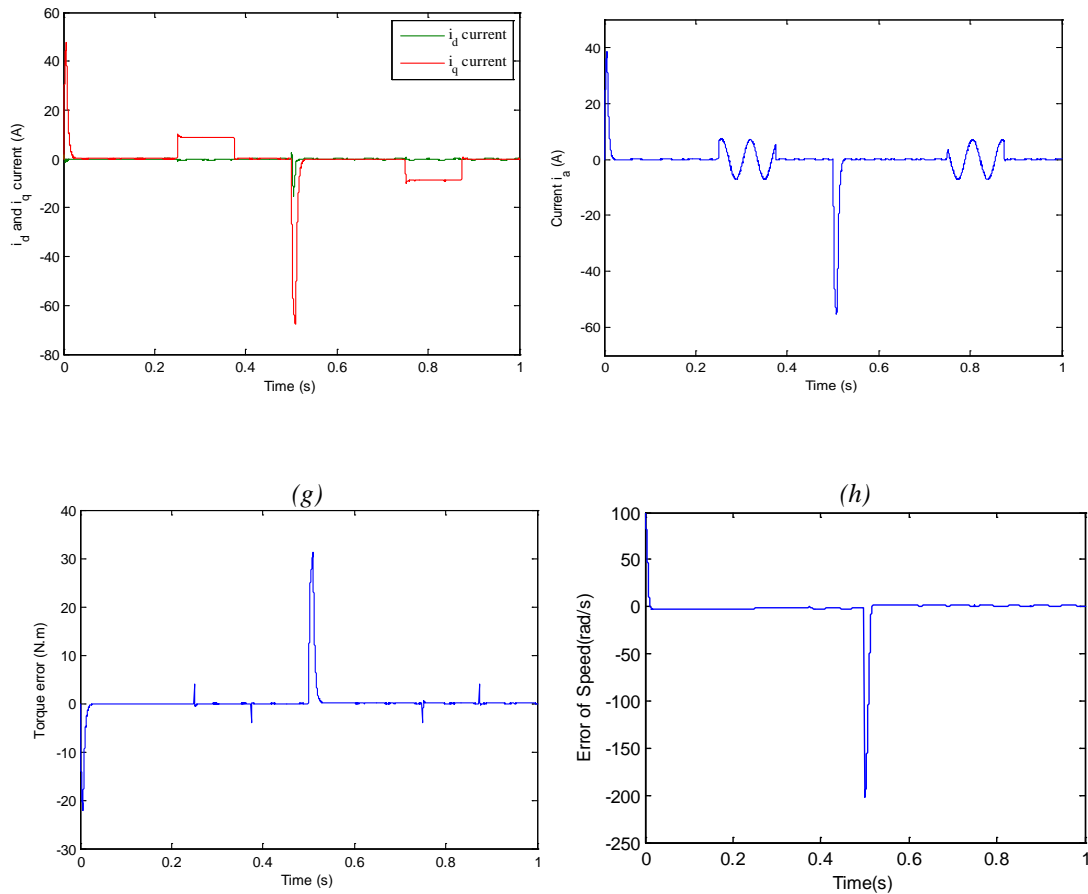 60
40
20
0
-20
-40
-60
-80
i_d and i_q current (A)
0 0.2 0.4 0.6 0.8 1
Time (s)
i_d current
i_q current
60
40
20
0
-20
-40
-60
Current i_a (A)
0 0.2 0.4 0.6 0.8 1
Time (s)
(g)
40
30
20
10
0
-10
-20
-30
Torque error (N.m)
0 0.2 0.4 0.6 0.8 1
Time (s)
(h)
100
50
0
-50
-100
-150
-200
-250
Error of Speed(rad/s)
0 0.2 0.4 0.6 0.8 1
Time(s)